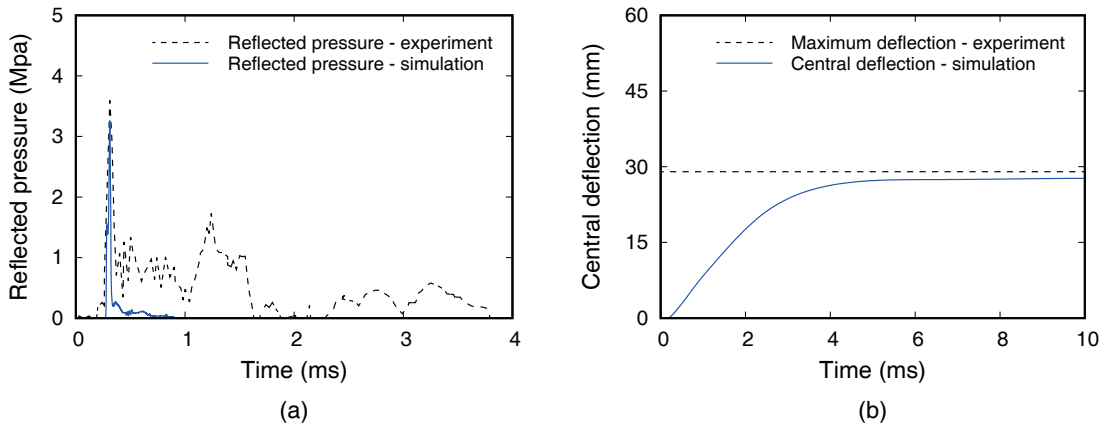 Reflected pressure (Mpa)
5
4
3
2
1
0
Reflected pressure - experiment
Reflected pressure - simulation
0 1 2 3 4
Time (ms)
(a)
Central deflection (mm)
60
45
30
15
0
Maximum deflection - experiment
Central deflection - simulation
0 2 4 6 8 10
Time (ms)
(b)